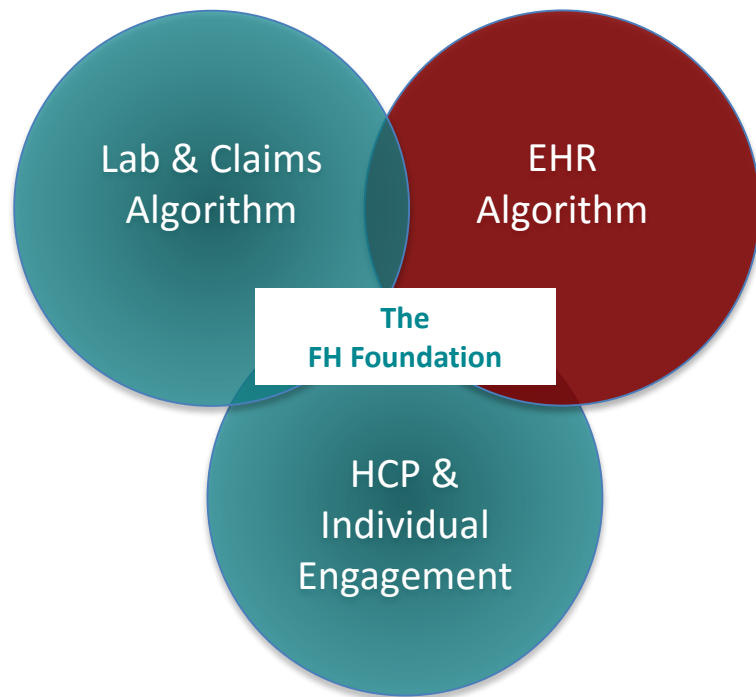 Lab & Claims
Algorithm
EHR
Algorithm
The
FH Foundation
HCP &
Individual
Engagement